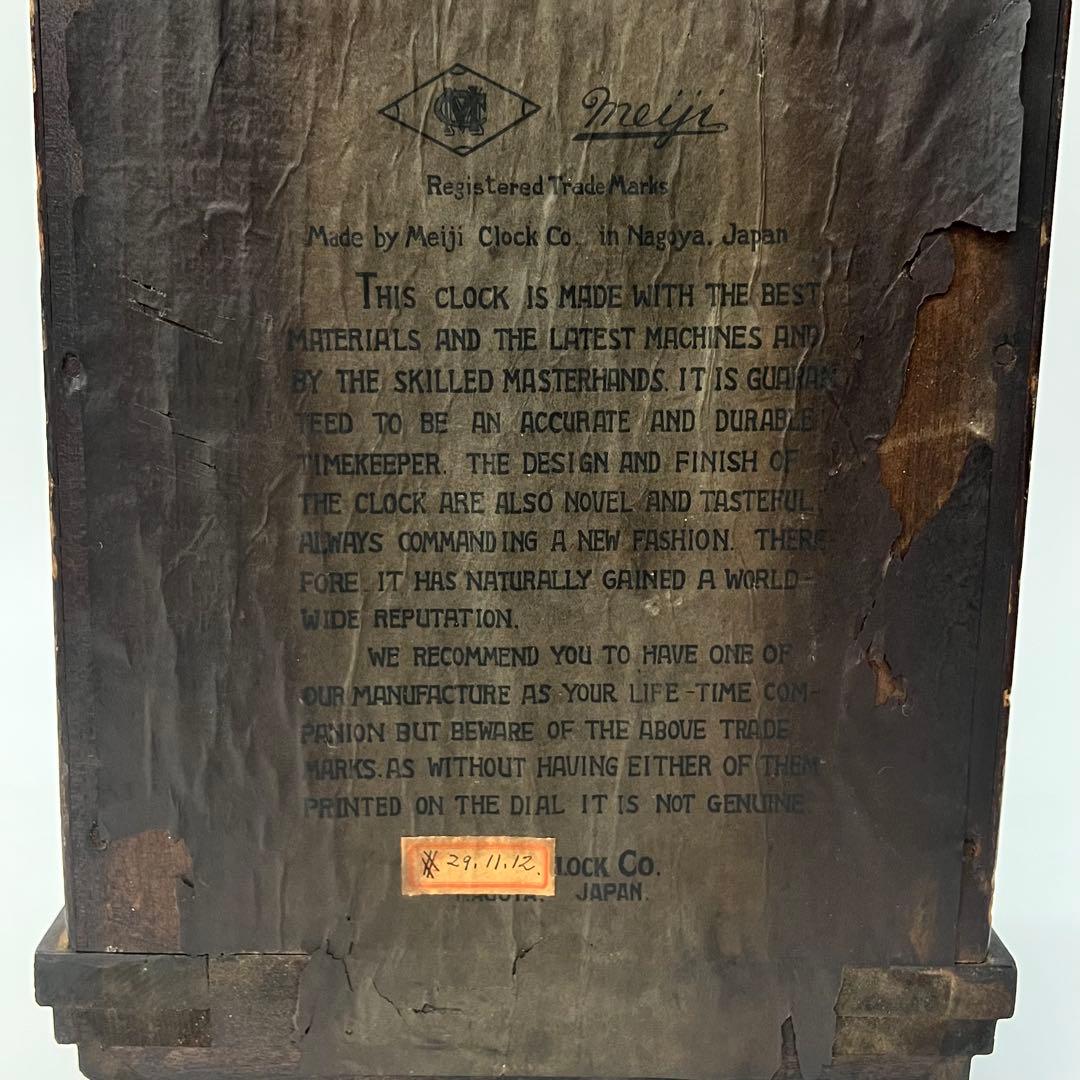 MC
Meiji
Registered Trade Marks
Made by Meiji Clock Co. in Nagoya. Japan
THIS CLOCK IS MADE WITH THE BEST
MATERIALS AND THE LATEST MACHINES AND
BY THE SKILLED MASTERHANDS. IT IS GUARAN
TEED TO BE AN ACCURATE AND DURABLE
TIMEKEEPER. THE DESIGN AND FINISH OF
THE CLOCK ARE ALSO NOVEL AND TASTEFUL
ALWAYS COMMANDING A NEW FASHION. THERE
FORE IT HAS NATURALLY GAINED A WORLD-
WIDE REPUTATION.
WE RECOMMEND YOU TO HAVE ONE OF
OUR MANUFACTURE AS YOUR LIFE-TIME COM-
PANION BUT BEWARE OF THE ABOVE TRADE
MARKS. AS WITHOUT HAVING EITHER OF THEM
PRINTED ON THE DIAL IT IS NOT GENUINE
29.11.12.
LOCK CO.
NAGOYA. JAPAN.